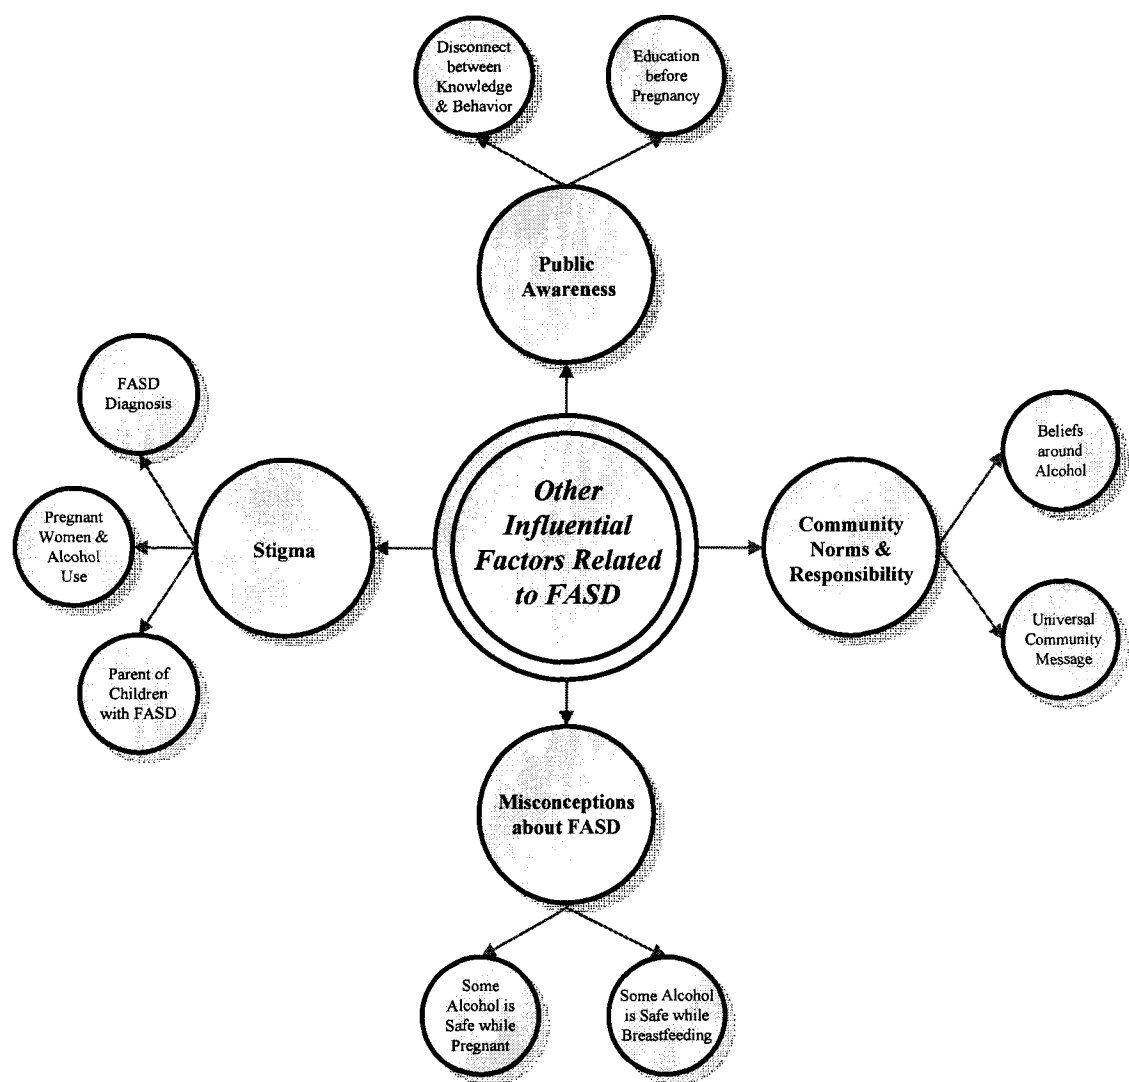 Disconnect
between
Knowledge
& Behavior
Education
before
Pregnancy
Public
Awareness
FASD
Diagnosis
Pregnant
Women &
Alcohol
Use
Parent of
Children
with FASD
Stigma
Other
Influential
Factors Related
to FASD
Community
Norms &
Responsibility
Beliefs
around
Alcohol
Universal
Community
Message
Misconceptions
about FASD
Some
Alcohol is
Safe while
Pregnant
Some Alcohol
is Safe while
Breastfeeding